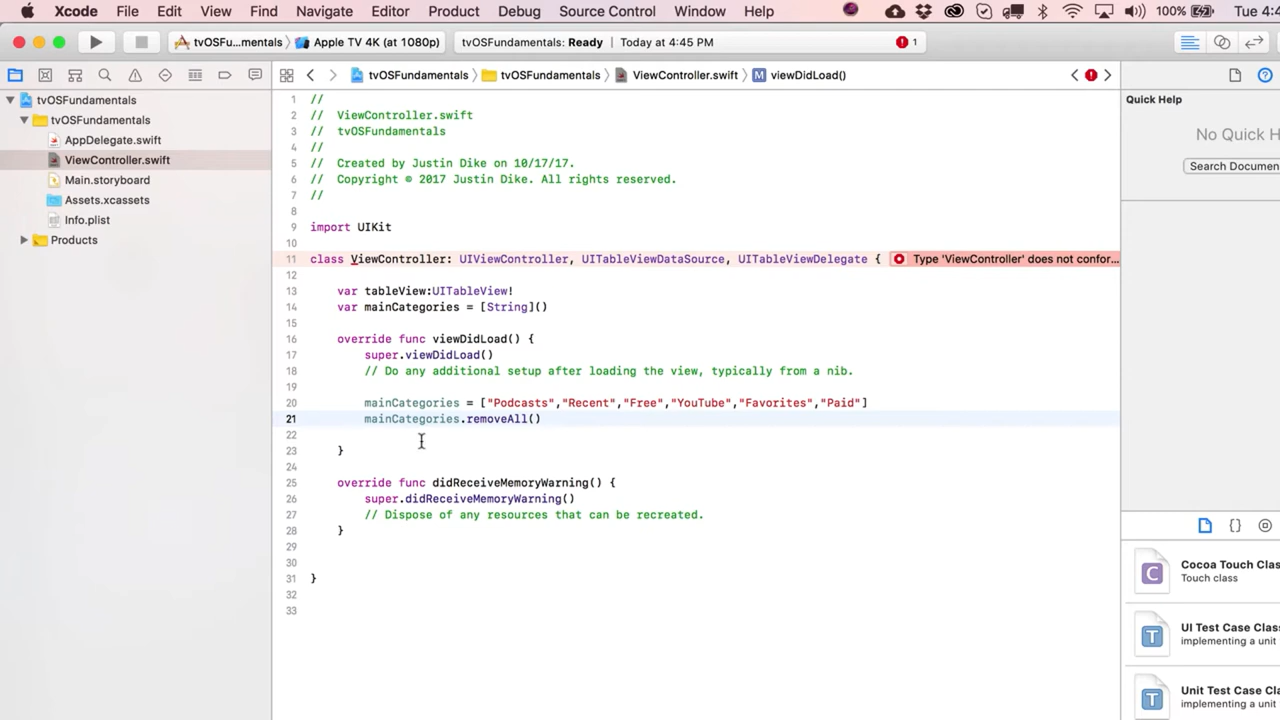 Xcode File Edit View Find Navigate Editor Product Debug Source Control Window Help 100% Tue 4:4
tvOSFu...mentals Apple TV 4K (at 1080p) tvOSFundamentals: Ready Today at 4:45 PM 1
tvOSFundamentals tvOSFundamentals ViewController.swift M viewDidLoad()
tvOSFundamentals
tvOSFundamentals
AppDelegate.swift
ViewController.swift
Main.storyboard
Assets.xcassets
Info.plist
Products
1 //
2 // ViewController.swift
3 // tvOSFundamentals
4 //
5 // Created by Justin Dike on 10/17/17.
6 // Copyright © 2017 Justin Dike. All rights reserved.
7 //
8
9 import UIKit
10
11 class ViewController: UIViewController, UITableViewDataSource, UITableViewDelegate { Type 'ViewController' does not confor...
12
13 var tableView:UITableView!
14 var mainCategories = [String]()
15
16 override func viewDidLoad() {
17 super.viewDidLoad()
18 // Do any additional setup after loading the view, typically from a nib.
19
20 mainCategories = ["Podcasts","Recent","Free","YouTube","Favorites","Paid"]
21 mainCategories.removeAll()
22
23 }
24
25 override func didReceiveMemoryWarning() {
26 super.didReceiveMemoryWarning()
27 // Dispose of any resources that can be recreated.
28 }
29
30
31 }
32
33
Quick Help
No Quick H
Search Documen
{}
C
Cocoa Touch Clas
Touch class
T
UI Test Case Class
implementing a unit
T
Unit Test Case Clas
implementing a unit